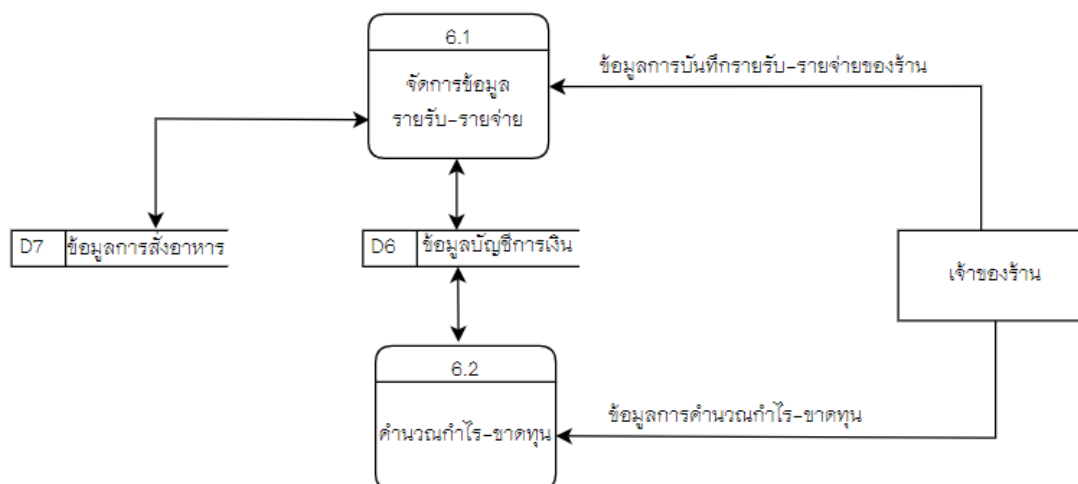 6.1
จัดการข้อมูล
รายรับ-รายจ่าย
ข้อมูลการบันทึกรายรับ-รายจ่ายของร้าน
D7 ข้อมูลการสั่งอาหาร
D6 ข้อมูลบัญชีการเงิน
เจ้าของร้าน
6.2
คำนวณกำไร-ขาดทุน
ข้อมูลการคำนวณกำไร-ขาดทุน